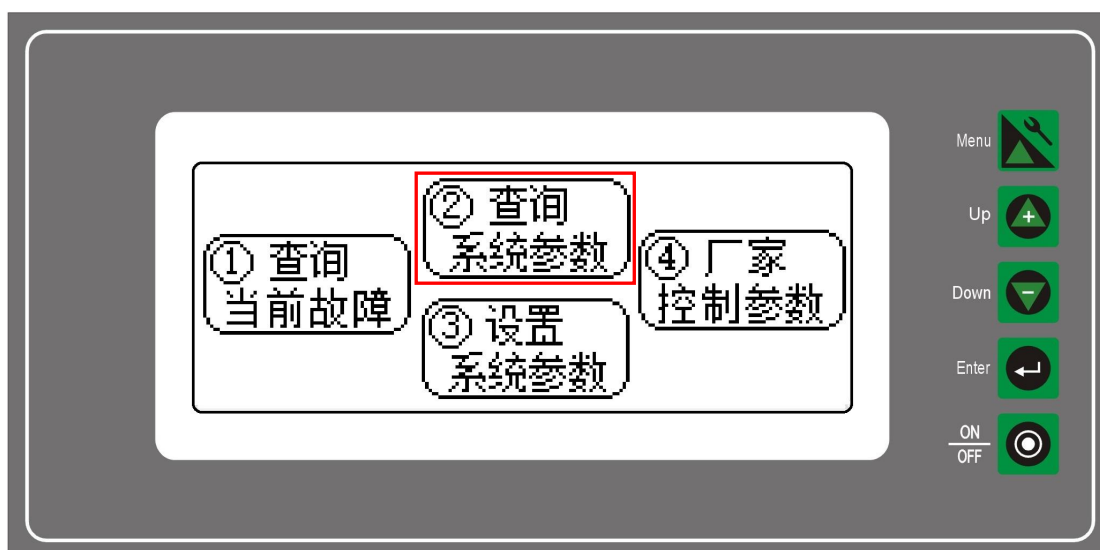 ① 查询
当前故障
② 查询
系统参数
③ 设置
系统参数
④ 厂家
控制参数
Menu
Up
+
Down
−
Enter
ON
OFF